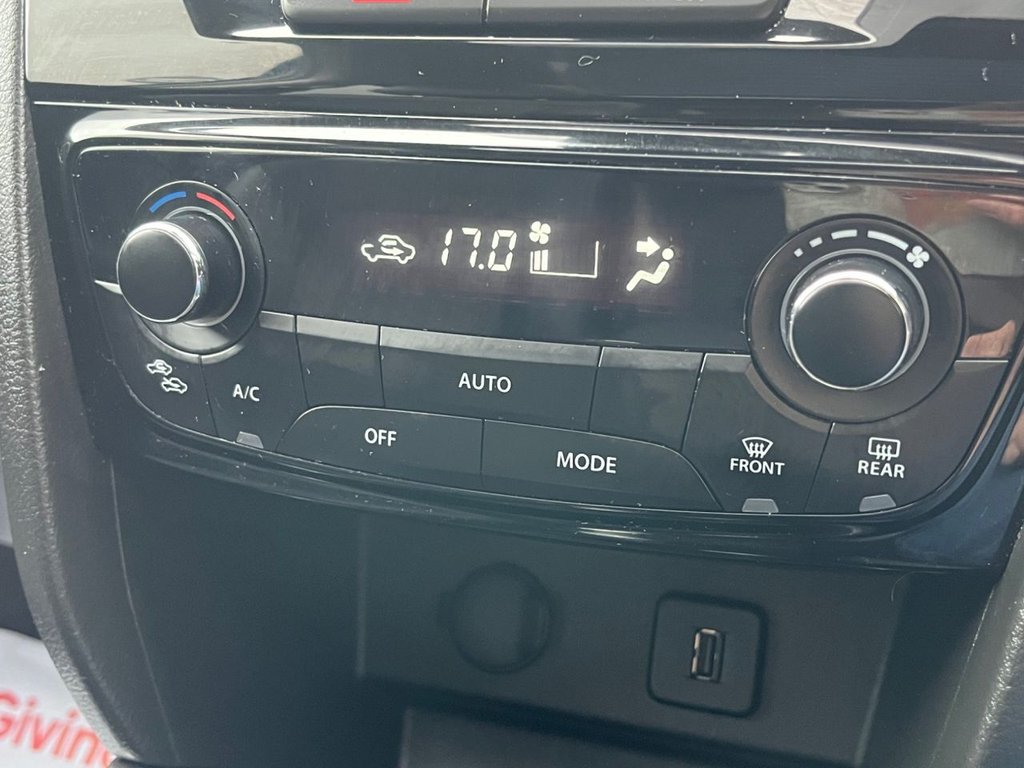 17.0
A/C
AUTO
OFF
MODE
FRONT
REAR